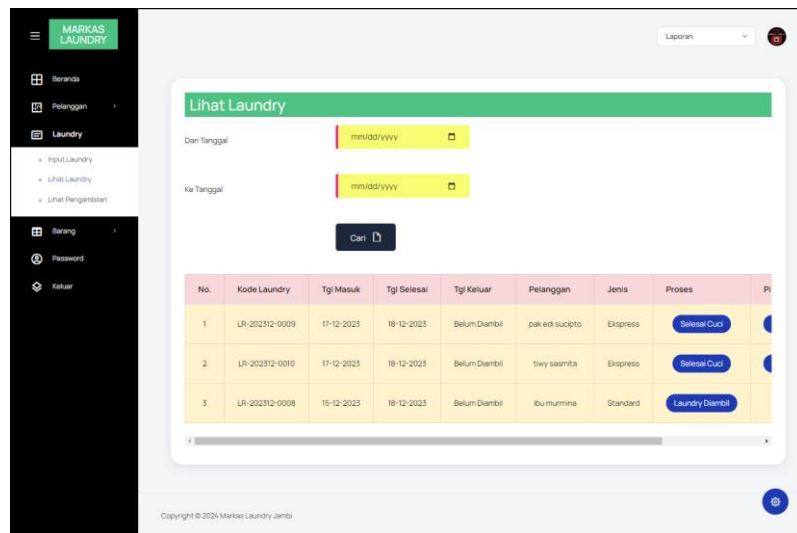 MARKAS
LAUNDRY
Laporan
Beranda
Pelanggan
Laundry
Input Laundry
Lihat Laundry
Lihat Pengambilan
Barang
Password
Keluar
Lihat Laundry
Dari Tanggal
mm/dd/yyyy
Ke Tanggal
mm/dd/yyyy
Cari
No. Kode Laundry Tgl Masuk Tgl Selesai Tgl Keluar Pelanggan Jenis Proses
1 LR-202312-0009 17-12-2023 18-12-2023 Belum Diambil pak edi sucipto Ekspress Selesai Cuci
2 LR-202312-0010 17-12-2023 18-12-2023 Belum Diambil tiwy sasmita Ekspress Selesai Cuci
3 LR-202312-0008 15-12-2023 18-12-2023 Belum Diambil ibu murmina Standard Laundry Diambil
Copyright © 2024 Markas Laundry Jambi